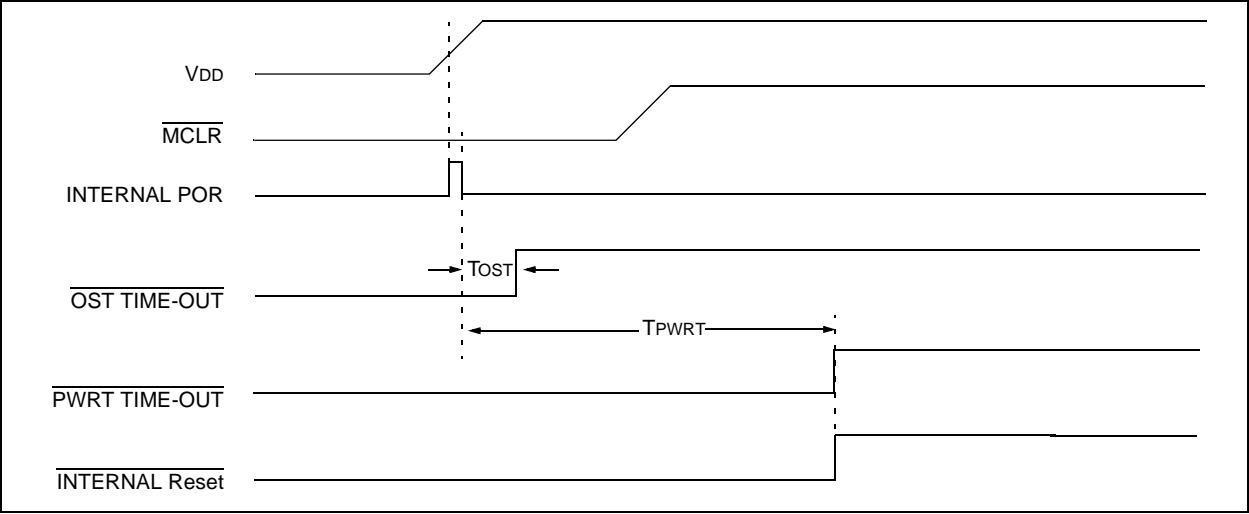 VDD
MCLR
INTERNAL POR
TOST
OST TIME-OUT
TPWRT
PWRT TIME-OUT
INTERNAL Reset